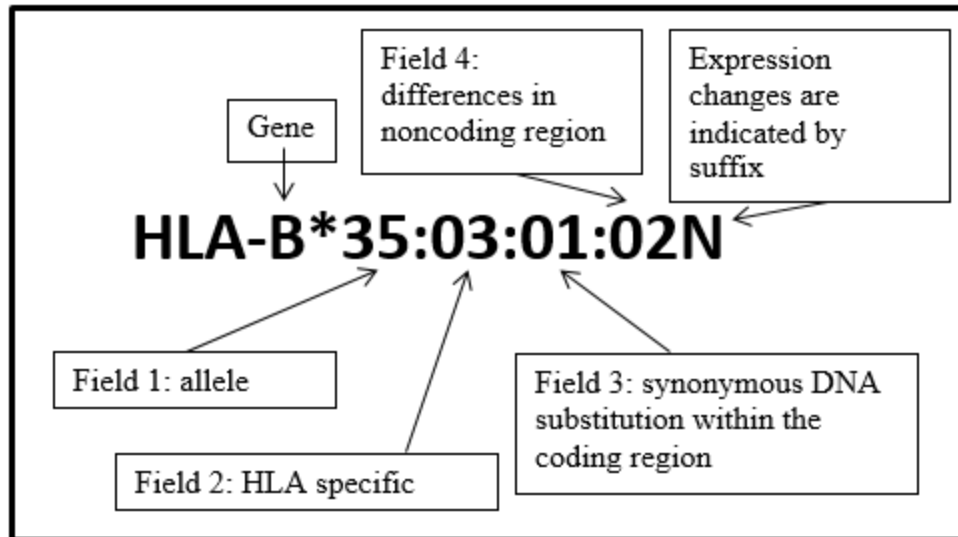 Field 4:
differences in
noncoding region
Expression
changes are
indicated by
suffix
Gene
HLA-B*35:03:01:02N
Field 1: allele
Field 3: synonymous DNA
substitution within the
coding region
Field 2: HLA specific